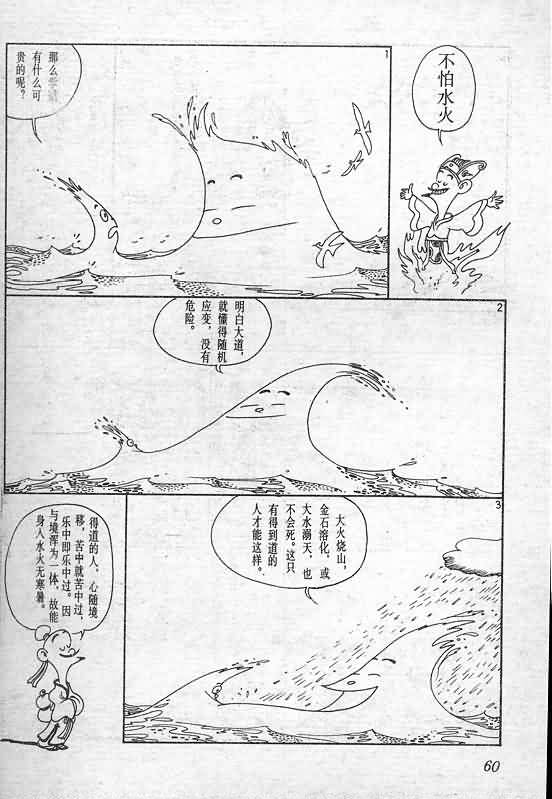 不怕水火
1
那么
有什么可
贵的呢？
2
明白大道，
就懂得随机
应变，没有
危险。
3
大火烧山，
金石溶化，或
大水溺天，也
不会死。这只
有得到道的
人才能这样。
得道的人，心随境
移，苦中就苦中过，
乐中即乐中过。因
与境浑为一体，故能
身入水火无寒暑。
60